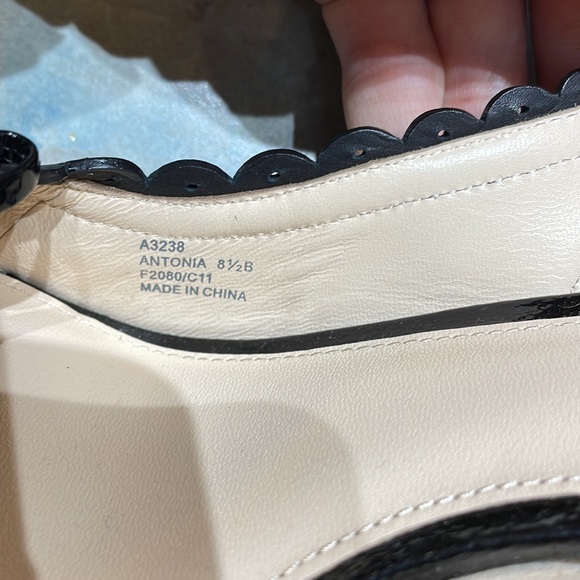 A3238
ANTONIA 8½B
F2080/C11
MADE IN CHINA